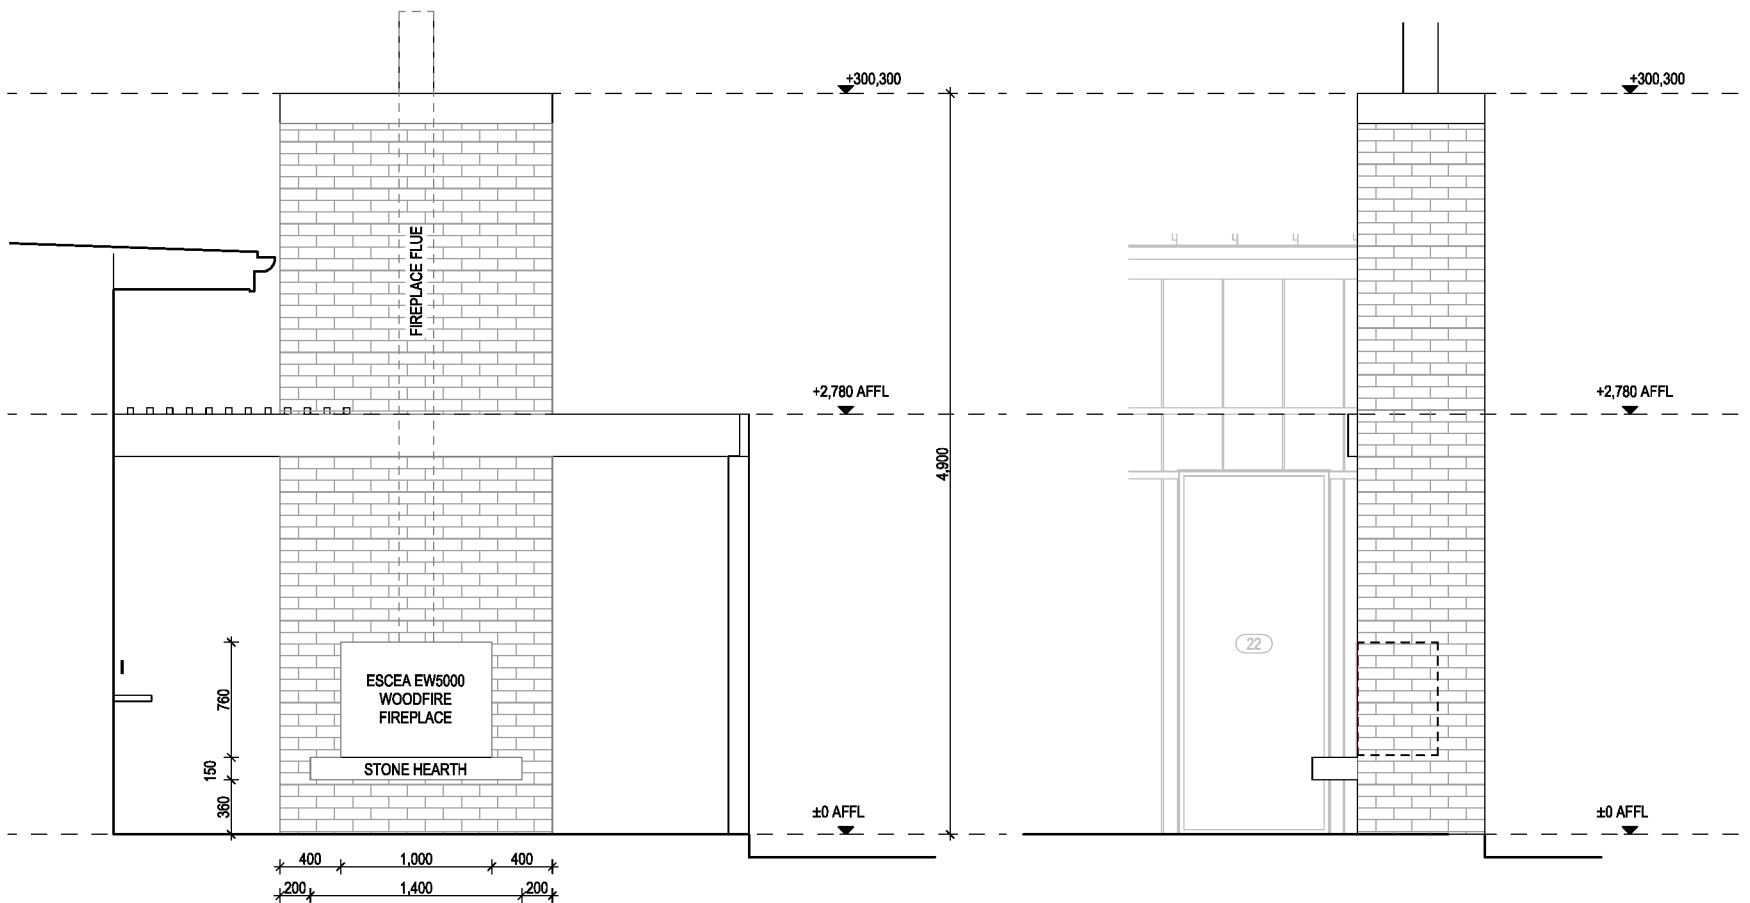 +300,300
+300,300
FIREPLACE FLUE
+2,780 AFFL
+2,780 AFFL
4,900
22
760
ESCEA EW5000
WOODFIRE
FIREPLACE
150
STONE HEARTH
360
±0 AFFL
±0 AFFL
400
1,000
400
200
1,400
200